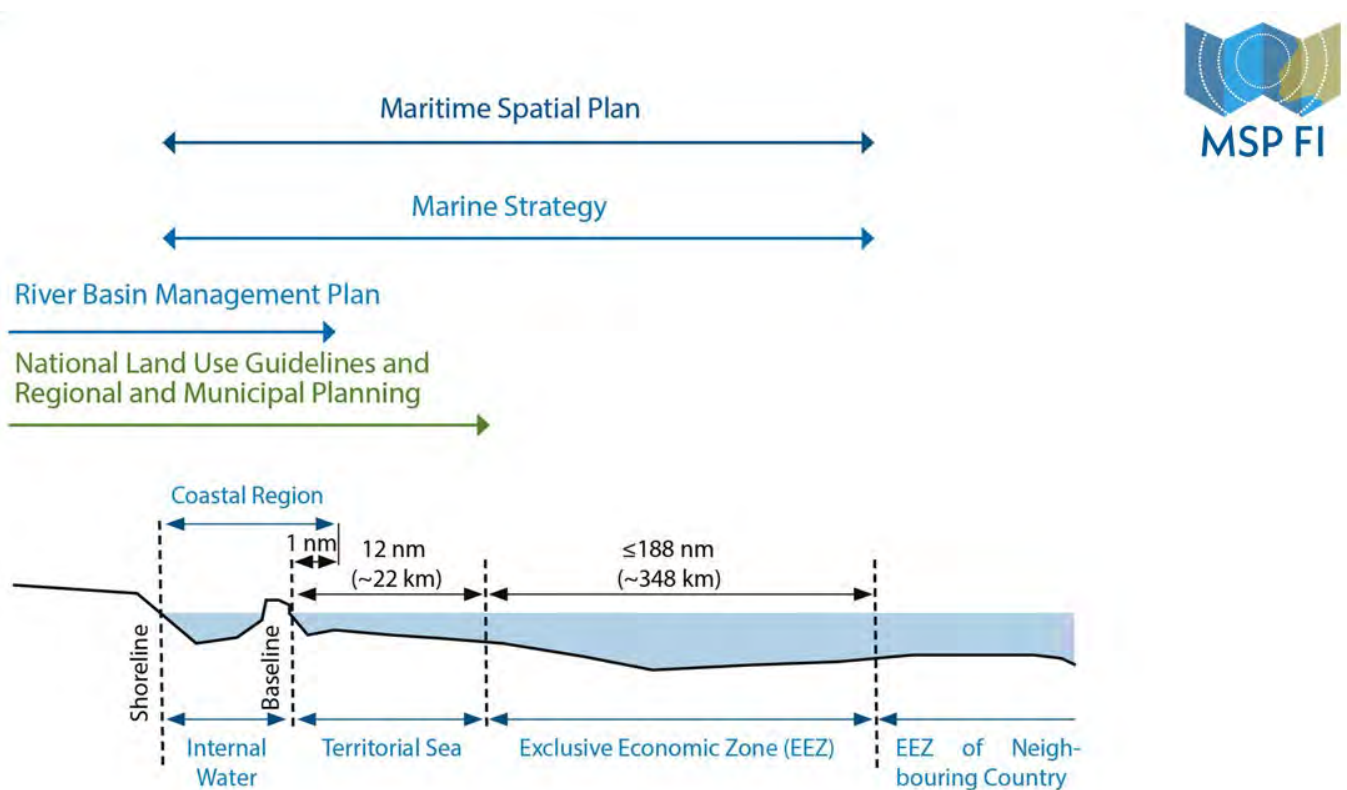 MSP FI
Maritime Spatial Plan
Marine Strategy
River Basin Management Plan
National Land Use Guidelines and
Regional and Municipal Planning
Coastal Region
1 nm
12 nm
(~22 km)
≤188 nm
(~348 km)
Shoreline
Baseline
Internal
Water
Territorial Sea
Exclusive Economic Zone (EEZ)
EEZ of Neigh-
bouring Country